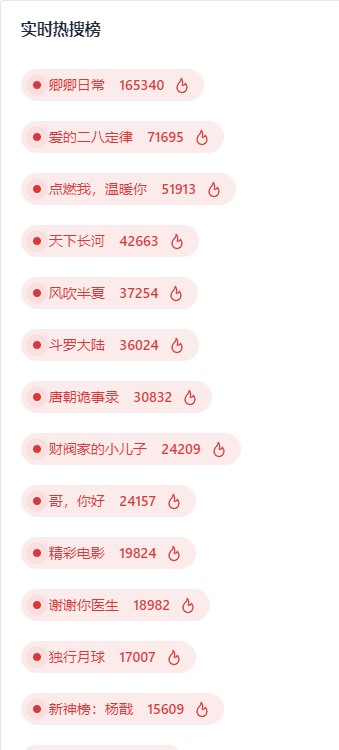 实时热搜榜
卿卿日常 165340
爱的二八定律 71695
点燃我，温暖你 51913
天下长河 42663
风吹半夏 37254
斗罗大陆 36024
唐朝诡事录 30832
财阀家的小儿子 24209
哥，你好 24157
精彩电影 19824
谢谢你医生 18982
独行月球 17007
新神榜：杨戬 15609